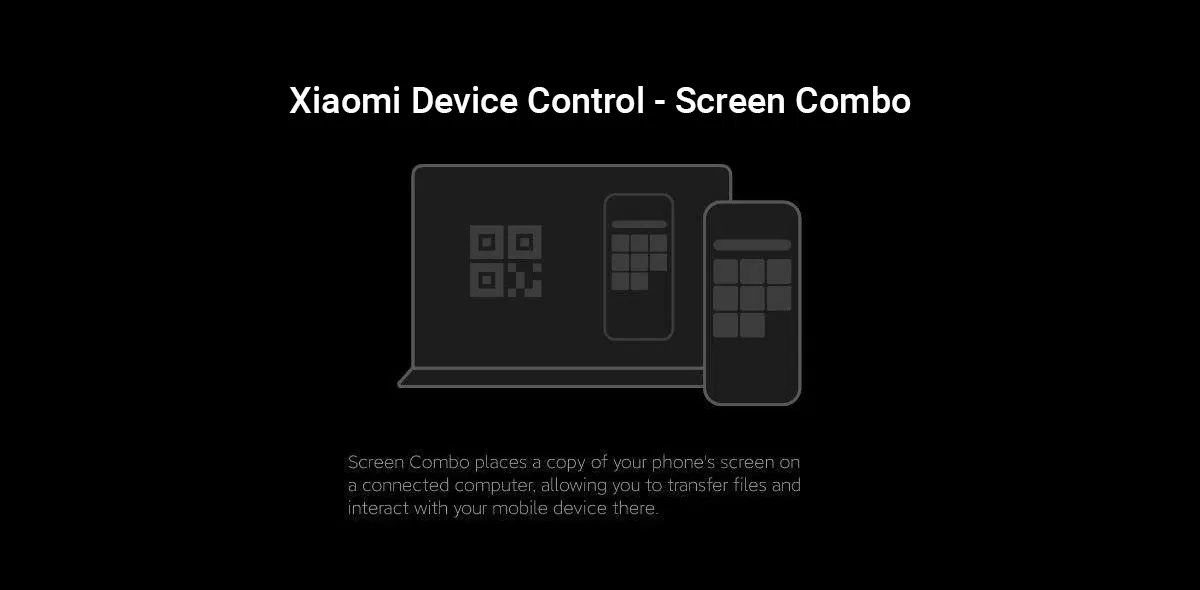 Xiaomi Device Control - Screen Combo
Screen Combo places a copy of your phone's screen on
a connected computer, allowing you to transfer files and
interact with your mobile device there.